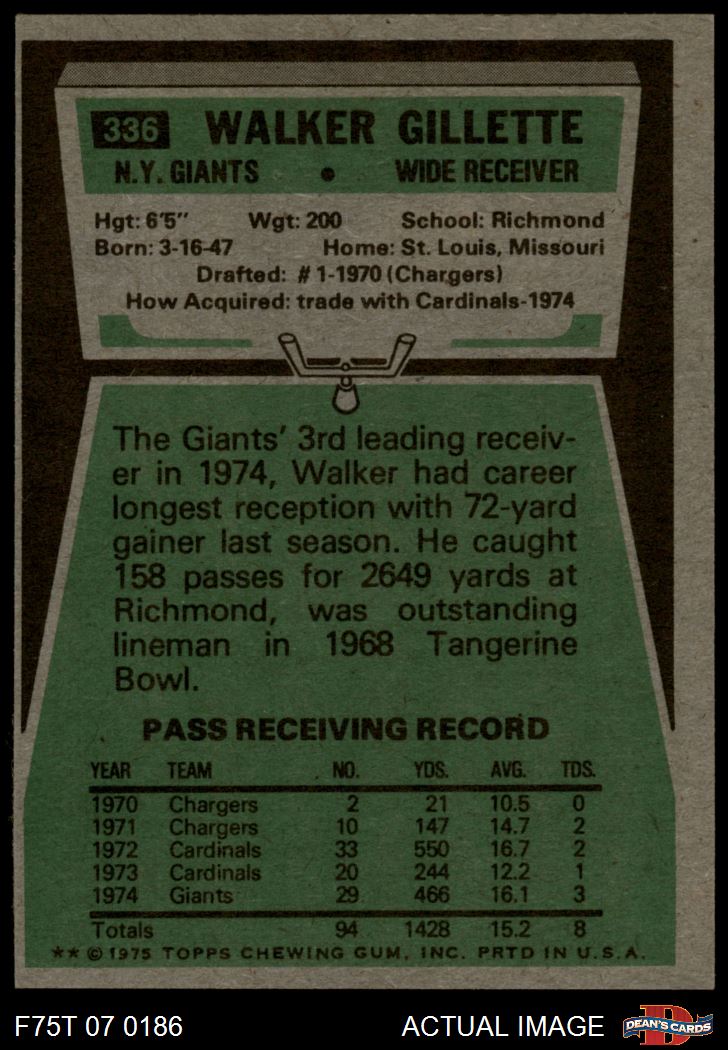 336 WALKER GILLETTE
N.Y. GIANTS • WIDE RECEIVER
Hgt: 6'5" Wgt: 200 School: Richmond
Born: 3-16-47 Home: St. Louis, Missouri
Drafted: #1-1970 (Chargers)
How Acquired: trade with Cardinals-1974
The Giants' 3rd leading receiv-
er in 1974, Walker had career
longest reception with 72-yard
gainer last season. He caught
158 passes for 2649 yards at
Richmond, was outstanding
lineman in 1968 Tangerine
Bowl.
PASS RECEIVING RECORD
YEAR TEAM NO. YDS. AVG. TDS.
1970 Chargers 2 21 10.5 0
1971 Chargers 10 147 14.7 2
1972 Cardinals 33 550 16.7 2
1973 Cardinals 20 244 12.2 1
1974 Giants 29 466 16.1 3
Totals 94 1428 15.2 8
** © 1975 TOPPS CHEWING GUM, INC. PRTD IN U.S.A.
F75T 07 0186 ACTUAL IMAGE D DEAN'S CARDS